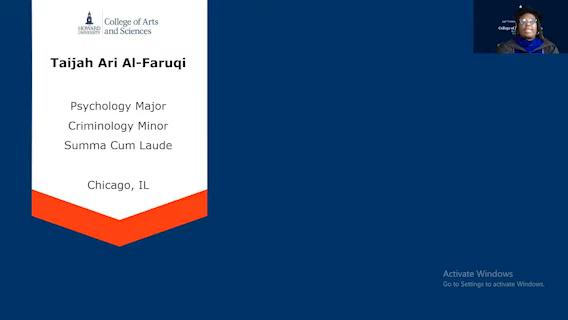 HOWARD
UNIVERSITY
College of Arts
and Sciences
Taijah Ari Al-Faruqi
Psychology Major
Criminology Minor
Summa Cum Laude
Chicago, IL
Activate Windows
Go to Settings to activate Windows.